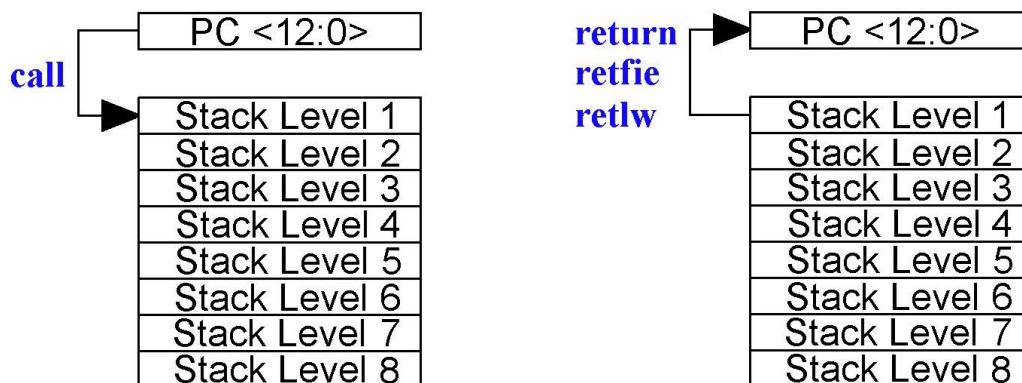 PC <12:0>
call
Stack Level 1
Stack Level 2
Stack Level 3
Stack Level 4
Stack Level 5
Stack Level 6
Stack Level 7
Stack Level 8
return
retfie
retlw
PC <12:0>
Stack Level 1
Stack Level 2
Stack Level 3
Stack Level 4
Stack Level 5
Stack Level 6
Stack Level 7
Stack Level 8